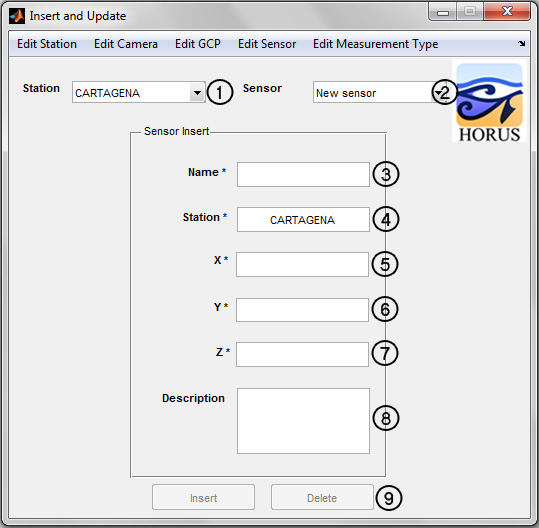 Insert and Update
Edit Station Edit Camera Edit GCP Edit Sensor Edit Measurement Type
Station CARTAGENA 1 Sensor New sensor 2
HORUS
Sensor Insert
Name * 3
Station * CARTAGENA 4
X * 5
Y * 6
Z * 7
Description 8
Insert Delete 9